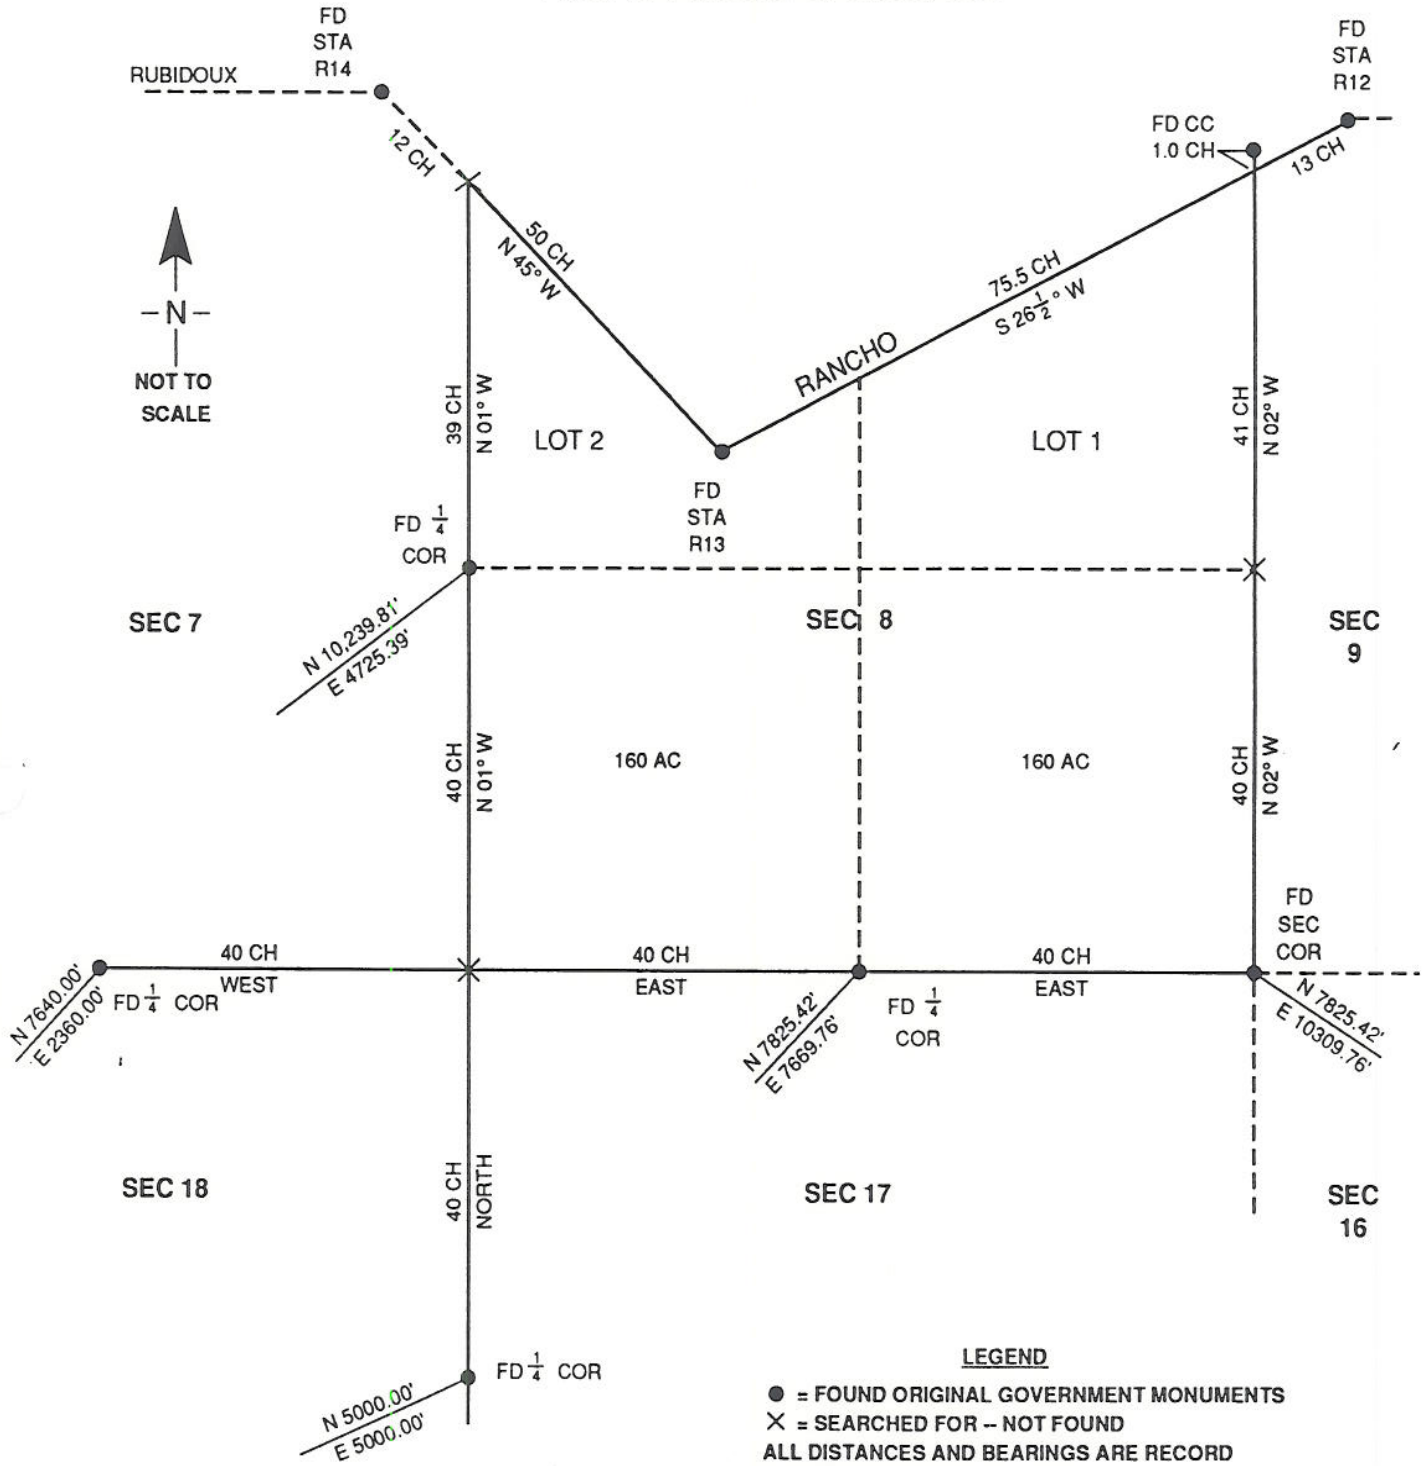 FD
STA
R14
RUBIDOUX
12 CH
FD
STA
R12
FD CC
1.0 CH
13 CH
N
NOT TO
SCALE
50 CH
N 45° W
75.5 CH
S 26 1/2 ° W
RANCHO
39 CH
N 01° W
LOT 2
LOT 1
41 CH
N 02° W
FD
STA
R13
FD 1/4
COR
N 10,239.81'
E 4725.39'
SEC 7
SEC 8
SEC
9
40 CH
N 01° W
160 AC
160 AC
40 CH
N 02° W
FD
SEC
COR
40 CH
WEST
40 CH
EAST
40 CH
EAST
N 7640.00'
E 2360.00'
FD 1/4 COR
N 7825.42'
E 7669.76'
FD 1/4
COR
N 7825.42'
E 10309.76'
SEC 18
40 CH
NORTH
SEC 17
SEC
16
FD 1/4 COR
N 5000.00'
E 5000.00'
LEGEND
● = FOUND ORIGINAL GOVERNMENT MONUMENTS
X = SEARCHED FOR -- NOT FOUND
ALL DISTANCES AND BEARINGS ARE RECORD